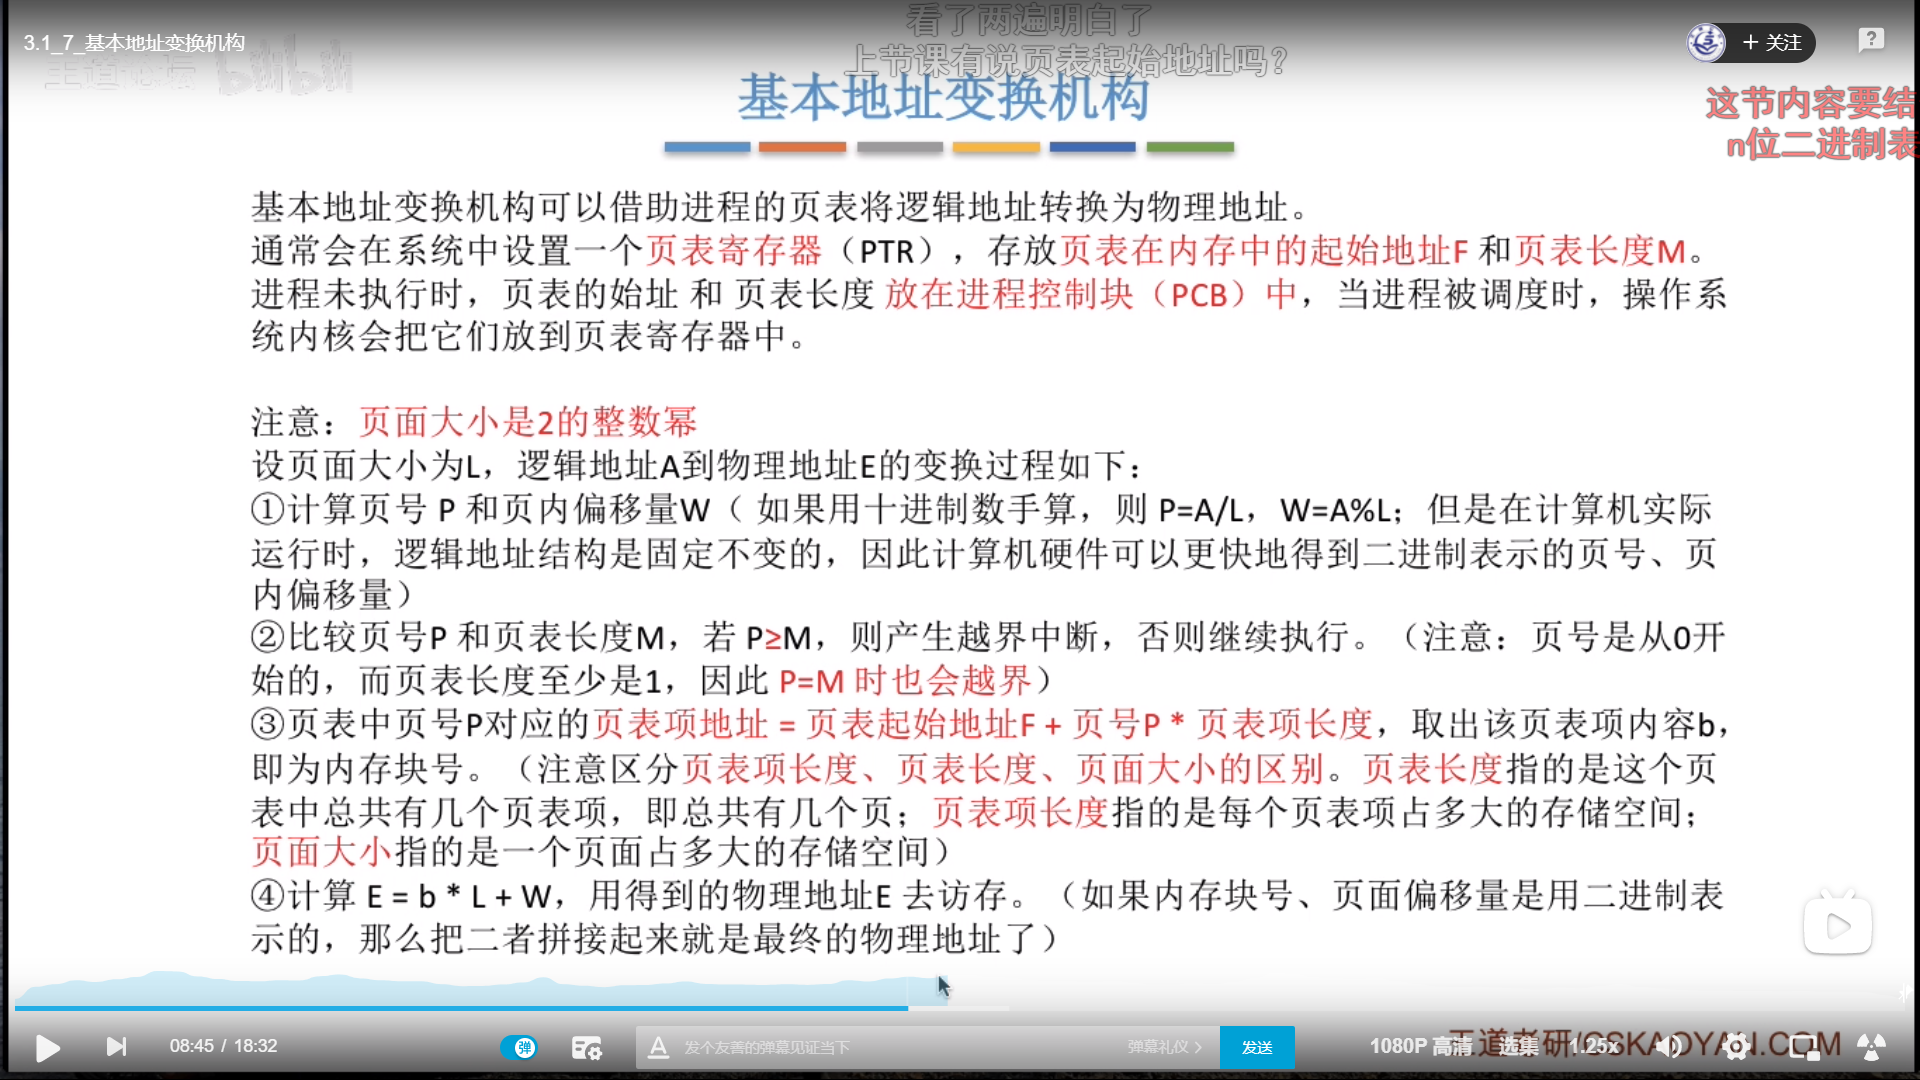 看了两遍明白了
3.1_7_基本地址变换机构
+ 关注
上节课有说页表起始地址吗?
王道论坛 bilibili
基本地址变换机构
这节内容要结
n位二进制表
基本地址变换机构可以借助进程的页表将逻辑地址转换为物理地址。
通常会在系统中设置一个页表寄存器（PTR），存放页表在内存中的起始地址F 和页表长度M。
进程未执行时，页表的始址 和 页表长度 放在进程控制块（PCB）中，当进程被调度时，操作系
统内核会把它们放到页表寄存器中。
注意：页面大小是2的整数幂
设页面大小为L，逻辑地址A到物理地址E的变换过程如下：
①计算页号 P 和页内偏移量W（ 如果用十进制数手算，则 P=A/L，W=A%L；但是在计算机实际
运行时，逻辑地址结构是固定不变的，因此计算机硬件可以更快地得到二进制表示的页号、页
内偏移量）
②比较页号P 和页表长度M，若 P≥M，则产生越界中断，否则继续执行。（注意：页号是从0开
始的，而页表长度至少是1，因此 P=M 时也会越界）
③页表中页号P对应的页表项地址 = 页表起始地址F + 页号P * 页表项长度，取出该页表项内容b，
即为内存块号。（注意区分页表项长度、页表长度、页面大小的区别。页表长度指的是这个页
表中总共有几个页表项，即总共有几个页；页表项长度指的是每个页表项占多大的存储空间；
页面大小指的是一个页面占多大的存储空间）
④计算 E = b * L + W，用得到的物理地址E 去访存。（如果内存块号、页面偏移量是用二进制表
示的，那么把二者拼接起来就是最终的物理地址了）
08:45 / 18:32
弹
发个友善的弹幕见证当下
弹幕礼仪
发送
1080P 高清
选集
1.25x
王道考研/CSKAOYAN.COM